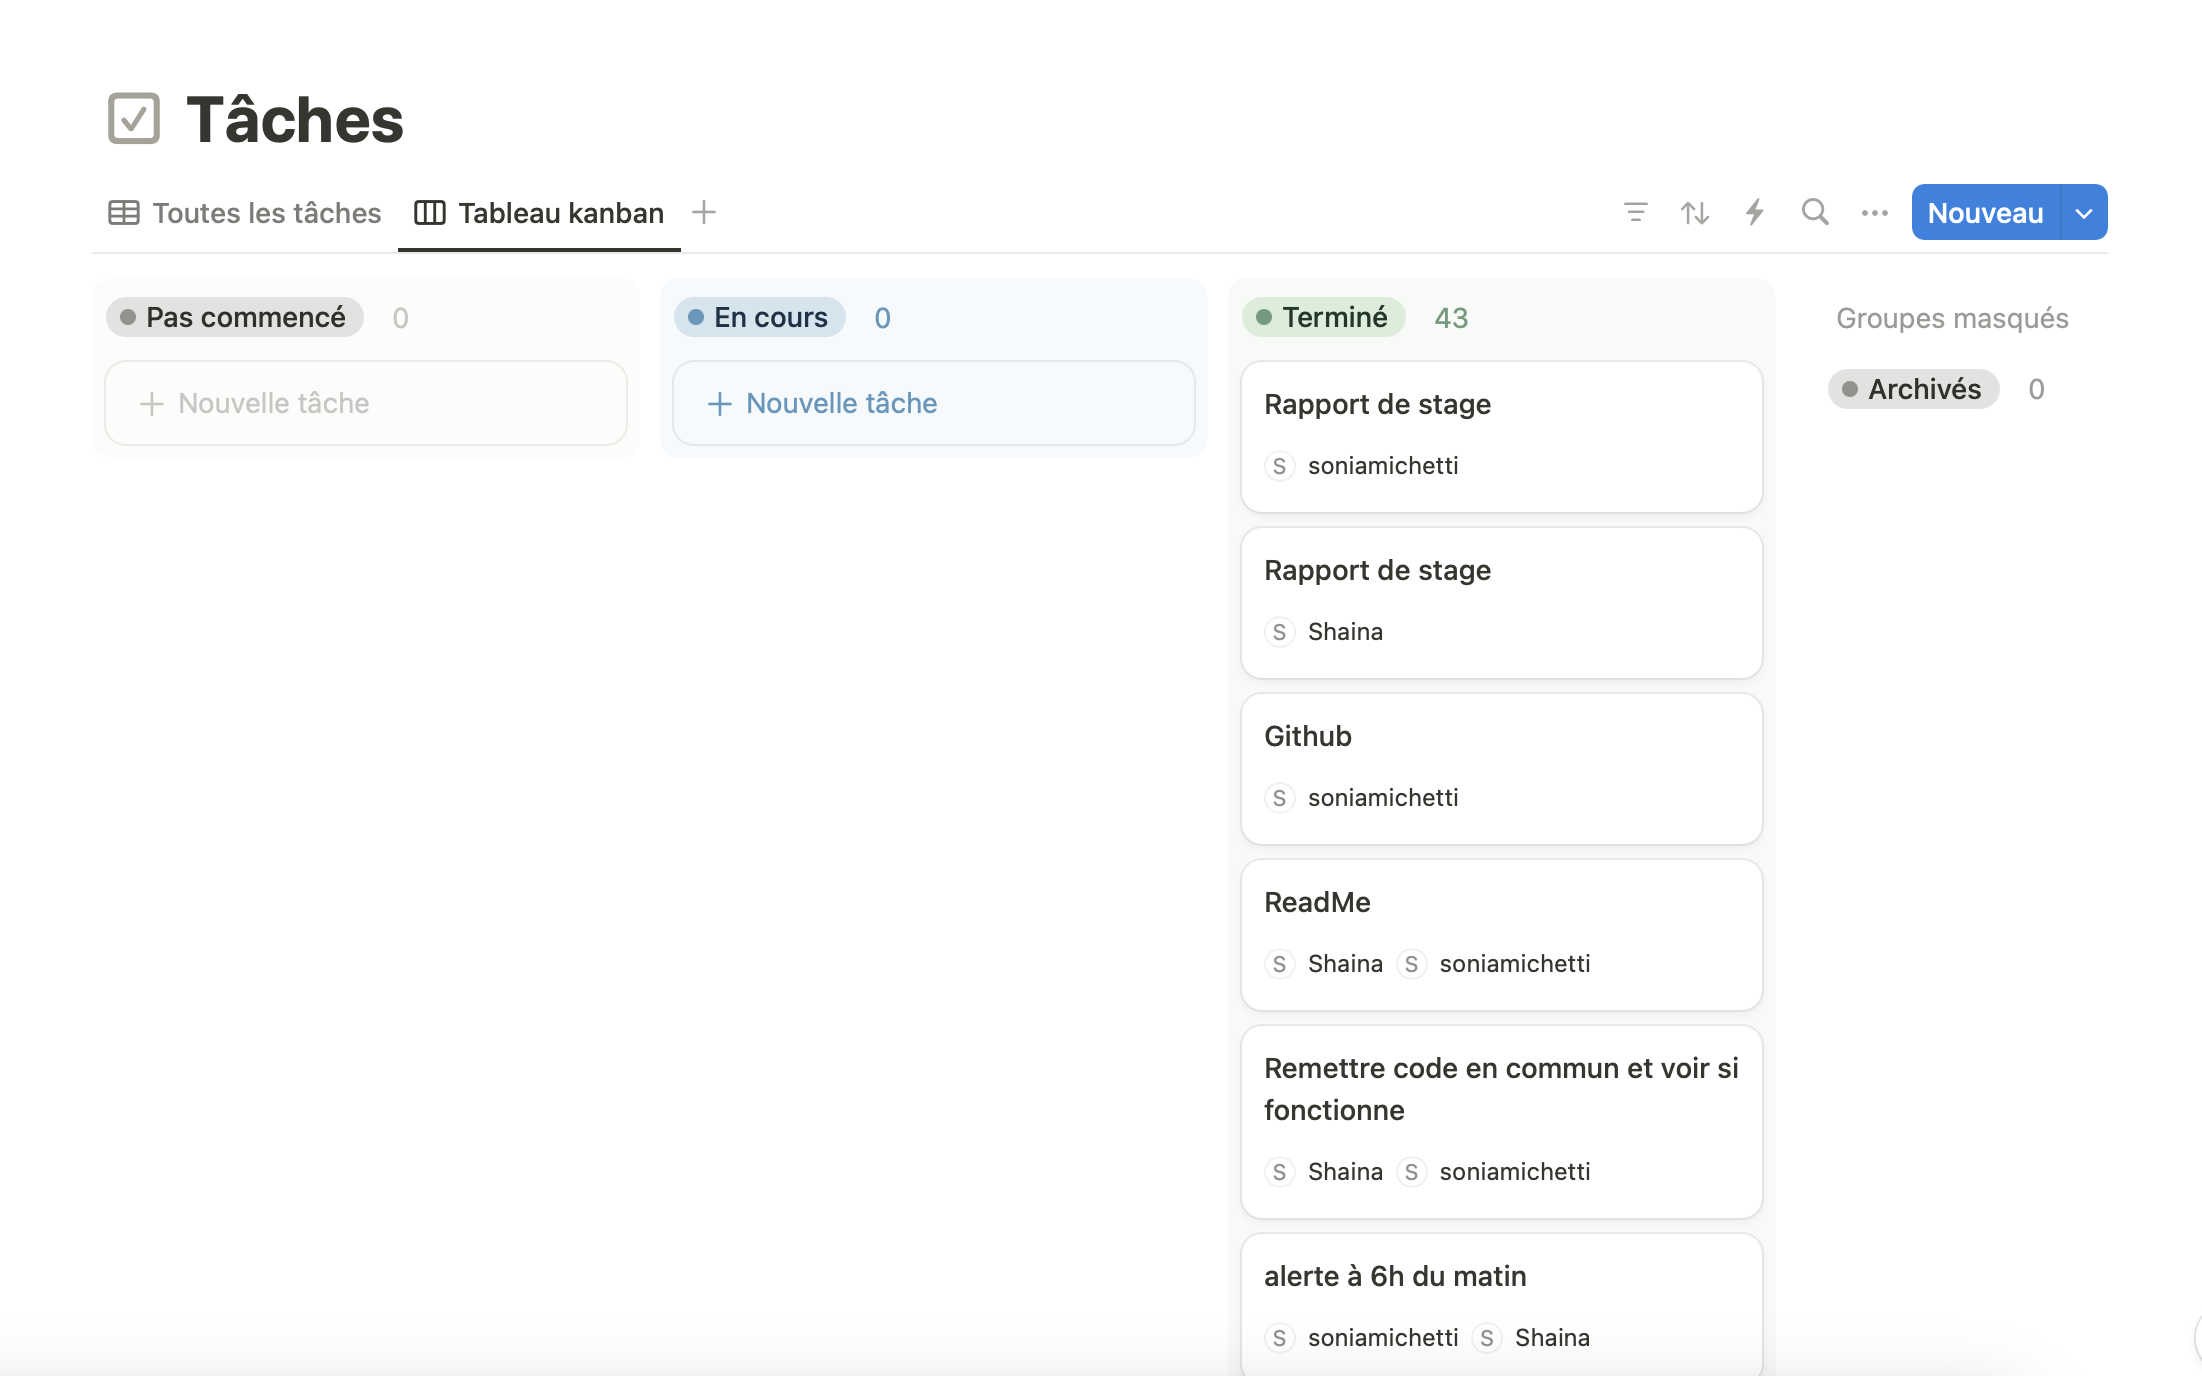 Tâches
Toutes les tâches
Tableau kanban
Nouveau
Pas commencé 0
Nouvelle tâche
En cours 0
Nouvelle tâche
Terminé 43
Rapport de stage
S soniamichetti
Rapport de stage
S Shaina
Github
S soniamichetti
ReadMe
S Shaina S soniamichetti
Remettre code en commun et voir si
fonctionne
S Shaina S soniamichetti
alerte à 6h du matin
S soniamichetti S Shaina
Groupes masqués
Archivés 0